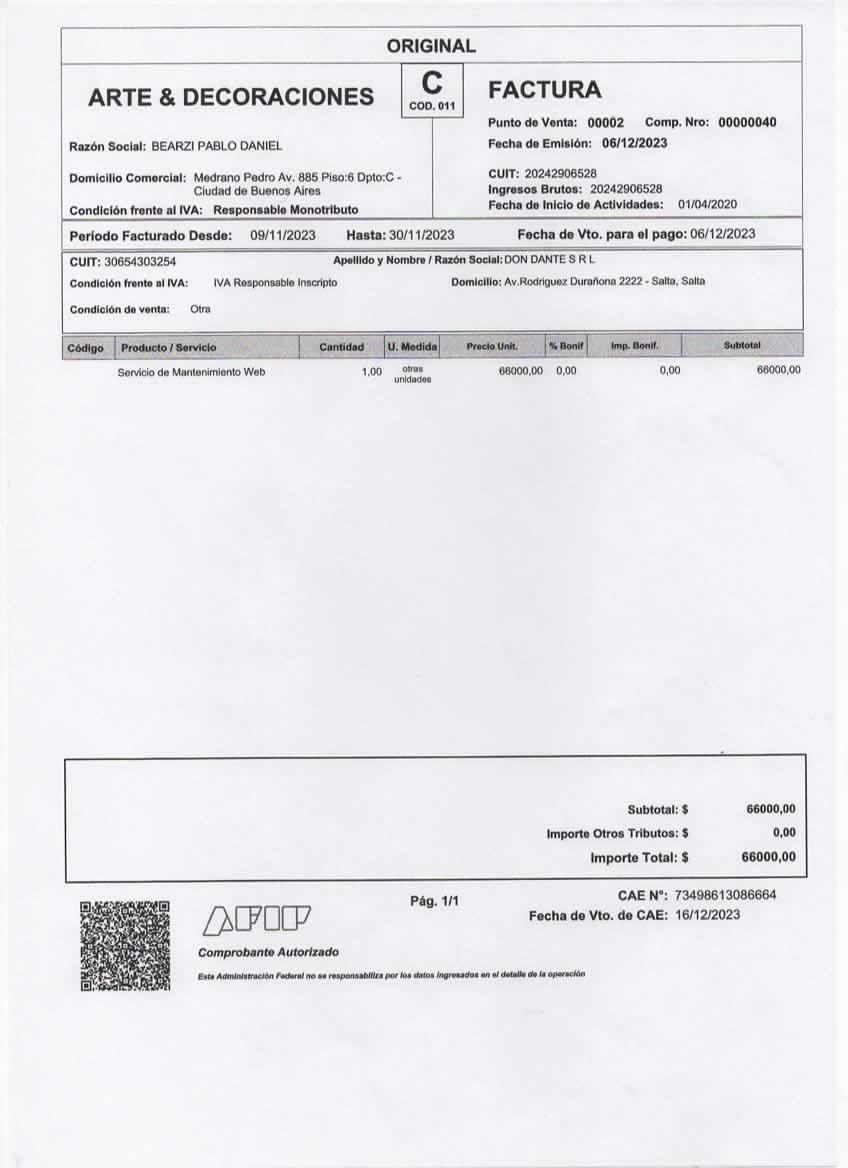 ORIGINAL
ARTE & DECORACIONES
C
COD. 011
FACTURA
Punto de Venta: 00002 Comp. Nro: 00000040
Razón Social: BEARZI PABLO DANIEL
Fecha de Emisión: 06/12/2023
Domicilio Comercial: Medrano Pedro Av. 885 Piso:6 Dpto:C -
Ciudad de Buenos Aires
CUIT: 20242906528
Ingresos Brutos: 20242906528
Condición frente al IVA: Responsable Monotributo
Fecha de Inicio de Actividades: 01/04/2020
Período Facturado Desde: 09/11/2023 Hasta: 30/11/2023 Fecha de Vto. para el pago: 06/12/2023
CUIT: 30654303254 Apellido y Nombre / Razón Social: DON DANTE S R L
Condición frente al IVA: IVA Responsable Inscripto Domicilio: Av.Rodriguez Durañona 2222 - Salta, Salta
Condición de venta: Otra
Código Producto / Servicio Cantidad U. Medida Precio Unit. % Bonif Imp. Bonif. Subtotal
Servicio de Mantenimiento Web 1,00 otras unidades 66000,00 0,00 0,00 66000,00
Subtotal: $ 66000,00
Importe Otros Tributos: $ 0,00
Importe Total: $ 66000,00
AFIP
Pág. 1/1
CAE N°: 73498613086664
Fecha de Vto. de CAE: 16/12/2023
Comprobante Autorizado
Esta Administración Federal no se responsabiliza por los datos ingresados en el detalle de la operación